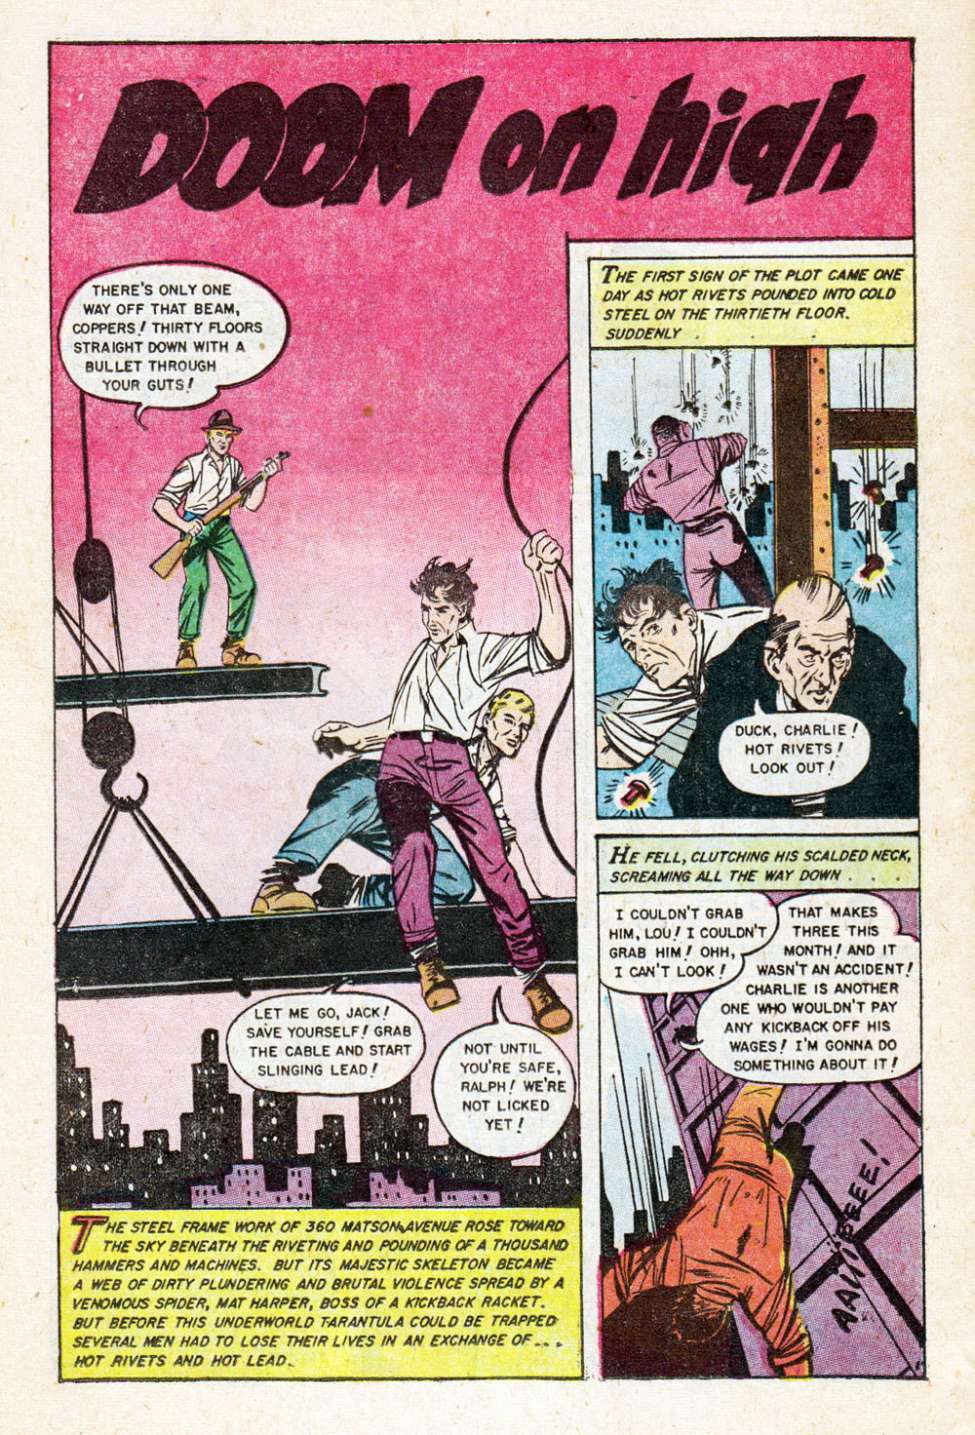 DOOM on high
THERE'S ONLY ONE
WAY OFF THAT BEAM,
COPPERS! THIRTY FLOORS
STRAIGHT DOWN WITH A
BULLET THROUGH
YOUR GUTS!
LET ME GO, JACK!
SAVE YOURSELF! GRAB
THE CABLE AND START
SLINGING LEAD!
NOT UNTIL
YOU'RE SAFE,
RALPH! WE'RE
NOT LICKED
YET!
THE STEEL FRAME WORK OF 360 MATSON AVENUE ROSE TOWARD
THE SKY BENEATH THE RIVETING AND POUNDING OF A THOUSAND
HAMMERS AND MACHINES. BUT ITS MAJESTIC SKELETON BECAME
A WEB OF DIRTY PLUNDERING AND BRUTAL VIOLENCE SPREAD BY A
VENOMOUS SPIDER, MAT HARPER, BOSS OF A KICKBACK RACKET.
BUT BEFORE THIS UNDERWORLD TARANTULA COULD BE TRAPPED
SEVERAL MEN HAD TO LOSE THEIR LIVES IN AN EXCHANGE OF....
HOT RIVETS AND HOT LEAD.
THE FIRST SIGN OF THE PLOT CAME ONE
DAY AS HOT RIVETS POUNDED INTO COLD
STEEL ON THE THIRTIETH FLOOR.
SUDDENLY . . .
DUCK, CHARLIE!
HOT RIVETS!
LOOK OUT!
HE FELL, CLUTCHING HIS SCALDED NECK,
SCREAMING ALL THE WAY DOWN . . .
I COULDN'T GRAB
HIM, LOU! I COULDN'T
GRAB HIM! OHH,
I CAN'T LOOK!
THAT MAKES
THREE THIS
MONTH! AND IT
WASN'T AN ACCIDENT!
CHARLIE IS ANOTHER
ONE WHO WOULDN'T PAY
ANY KICKBACK OFF HIS
WAGES! I'M GONNA DO
SOMETHING ABOUT IT!